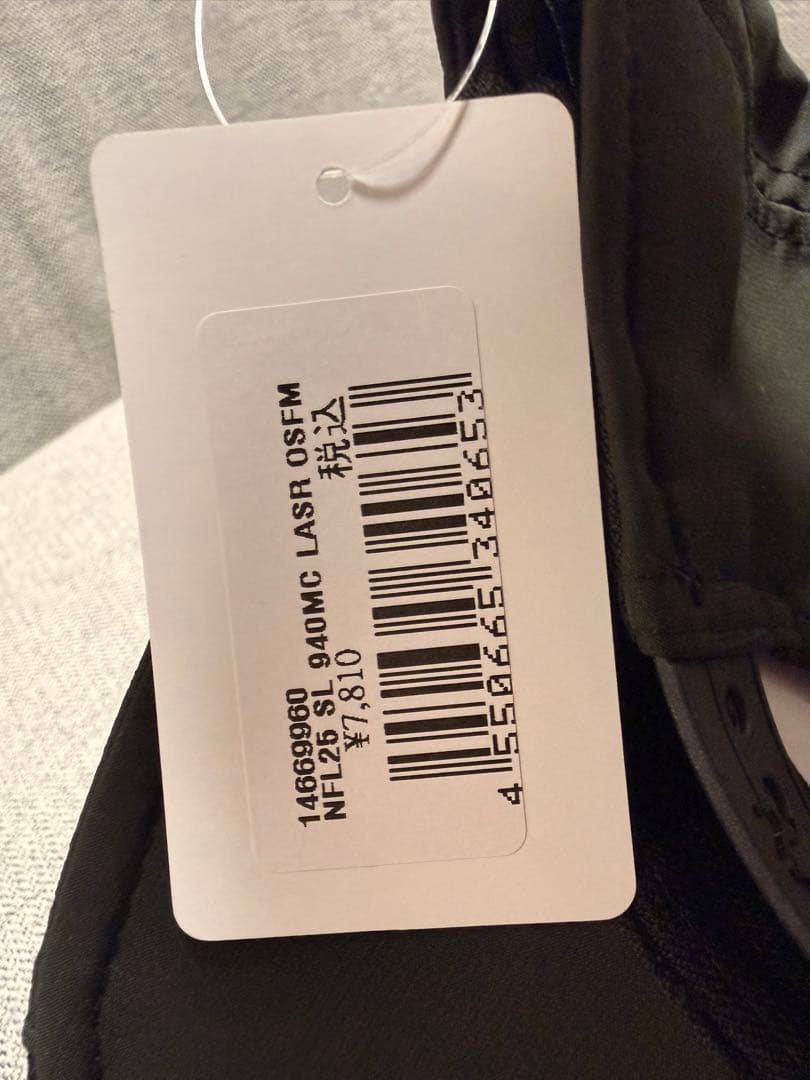 14669960
NFL25 SL 940MC LASR OSFM
¥7,810 税込
4 550665 340653